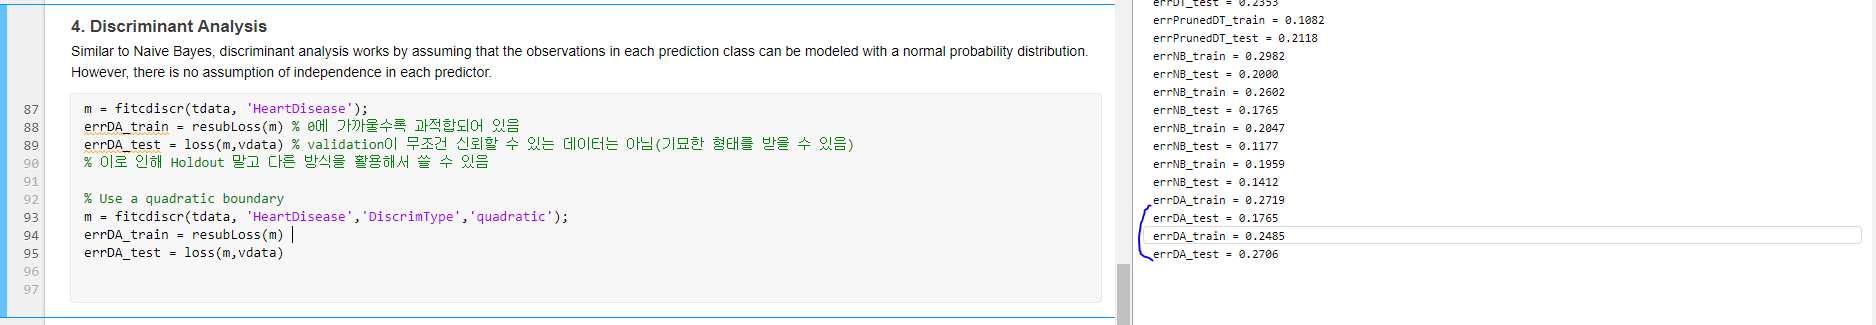 4. Discriminant Analysis
Similar to Naive Bayes, discriminant analysis works by assuming that the observations in each prediction class can be modeled with a normal probability distribution.
However, there is no assumption of independence in each predictor.
87 m = fitcdiscr(tdata, 'HeartDisease');
88 errDA_train = resubLoss(m) % 0에 가까울수록 과적합되어 있음
89 errDA_test = loss(m,vdata) % validation이 무조건 신뢰할 수 있는 데이터는 아님(기묘한 형태를 받을 수 있음)
90 % 이로 인해 Holdout 말고 다른 방식을 활용해서 쓸 수 있음
91
92 % Use a quadratic boundary
93 m = fitcdiscr(tdata, 'HeartDisease','DiscrimType','quadratic');
94 errDA_train = resubLoss(m)
95 errDA_test = loss(m,vdata)
96
97
errDT_test = 0.2353
errPrunedDT_train = 0.1082
errPrunedDT_test = 0.2118
errNB_train = 0.2982
errNB_test = 0.2000
errNB_train = 0.2602
errNB_test = 0.1765
errNB_train = 0.2047
errNB_test = 0.1177
errNB_train = 0.1959
errNB_test = 0.1412
errDA_train = 0.2719
errDA_test = 0.1765
errDA_train = 0.2485
errDA_test = 0.2706